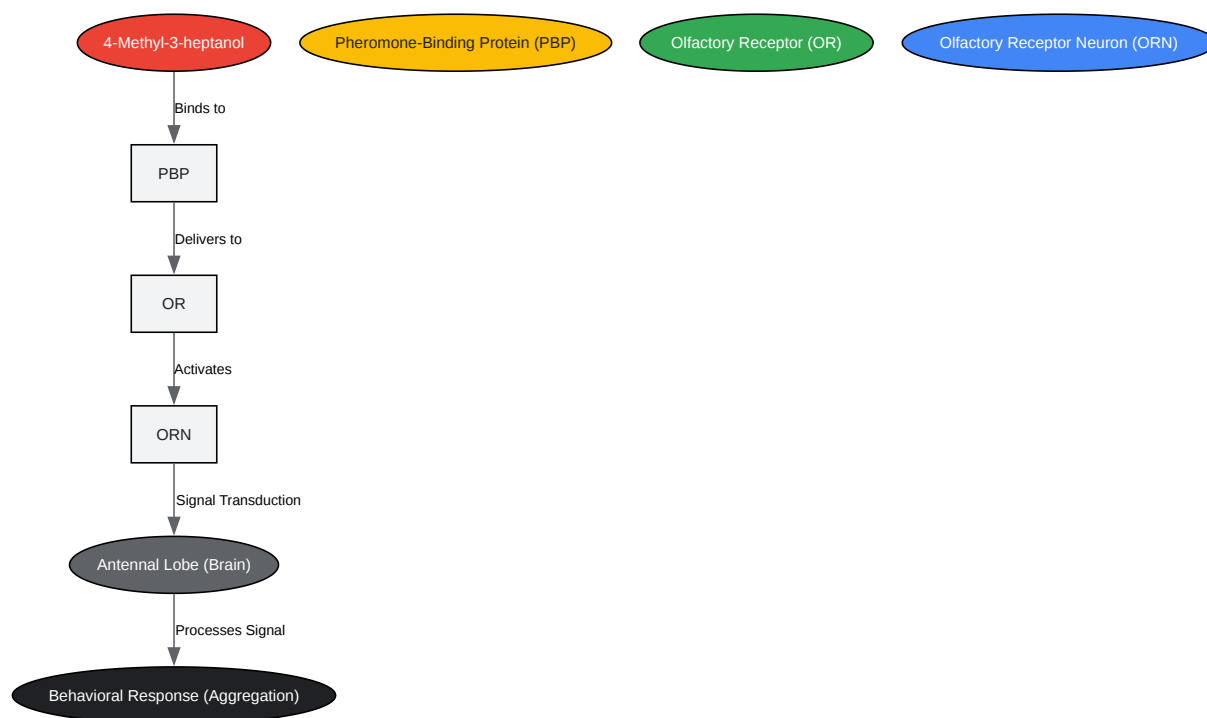 4-Methyl-3-heptanol
Pheromone-Binding Protein (PBP)
Olfactory Receptor (OR)
Olfactory Receptor Neuron (ORN)
Binds to
PBP
Delivers to
OR
Activates
ORN
Signal Transduction
Antennal Lobe (Brain)
Processes Signal
Behavioral Response (Aggregation)